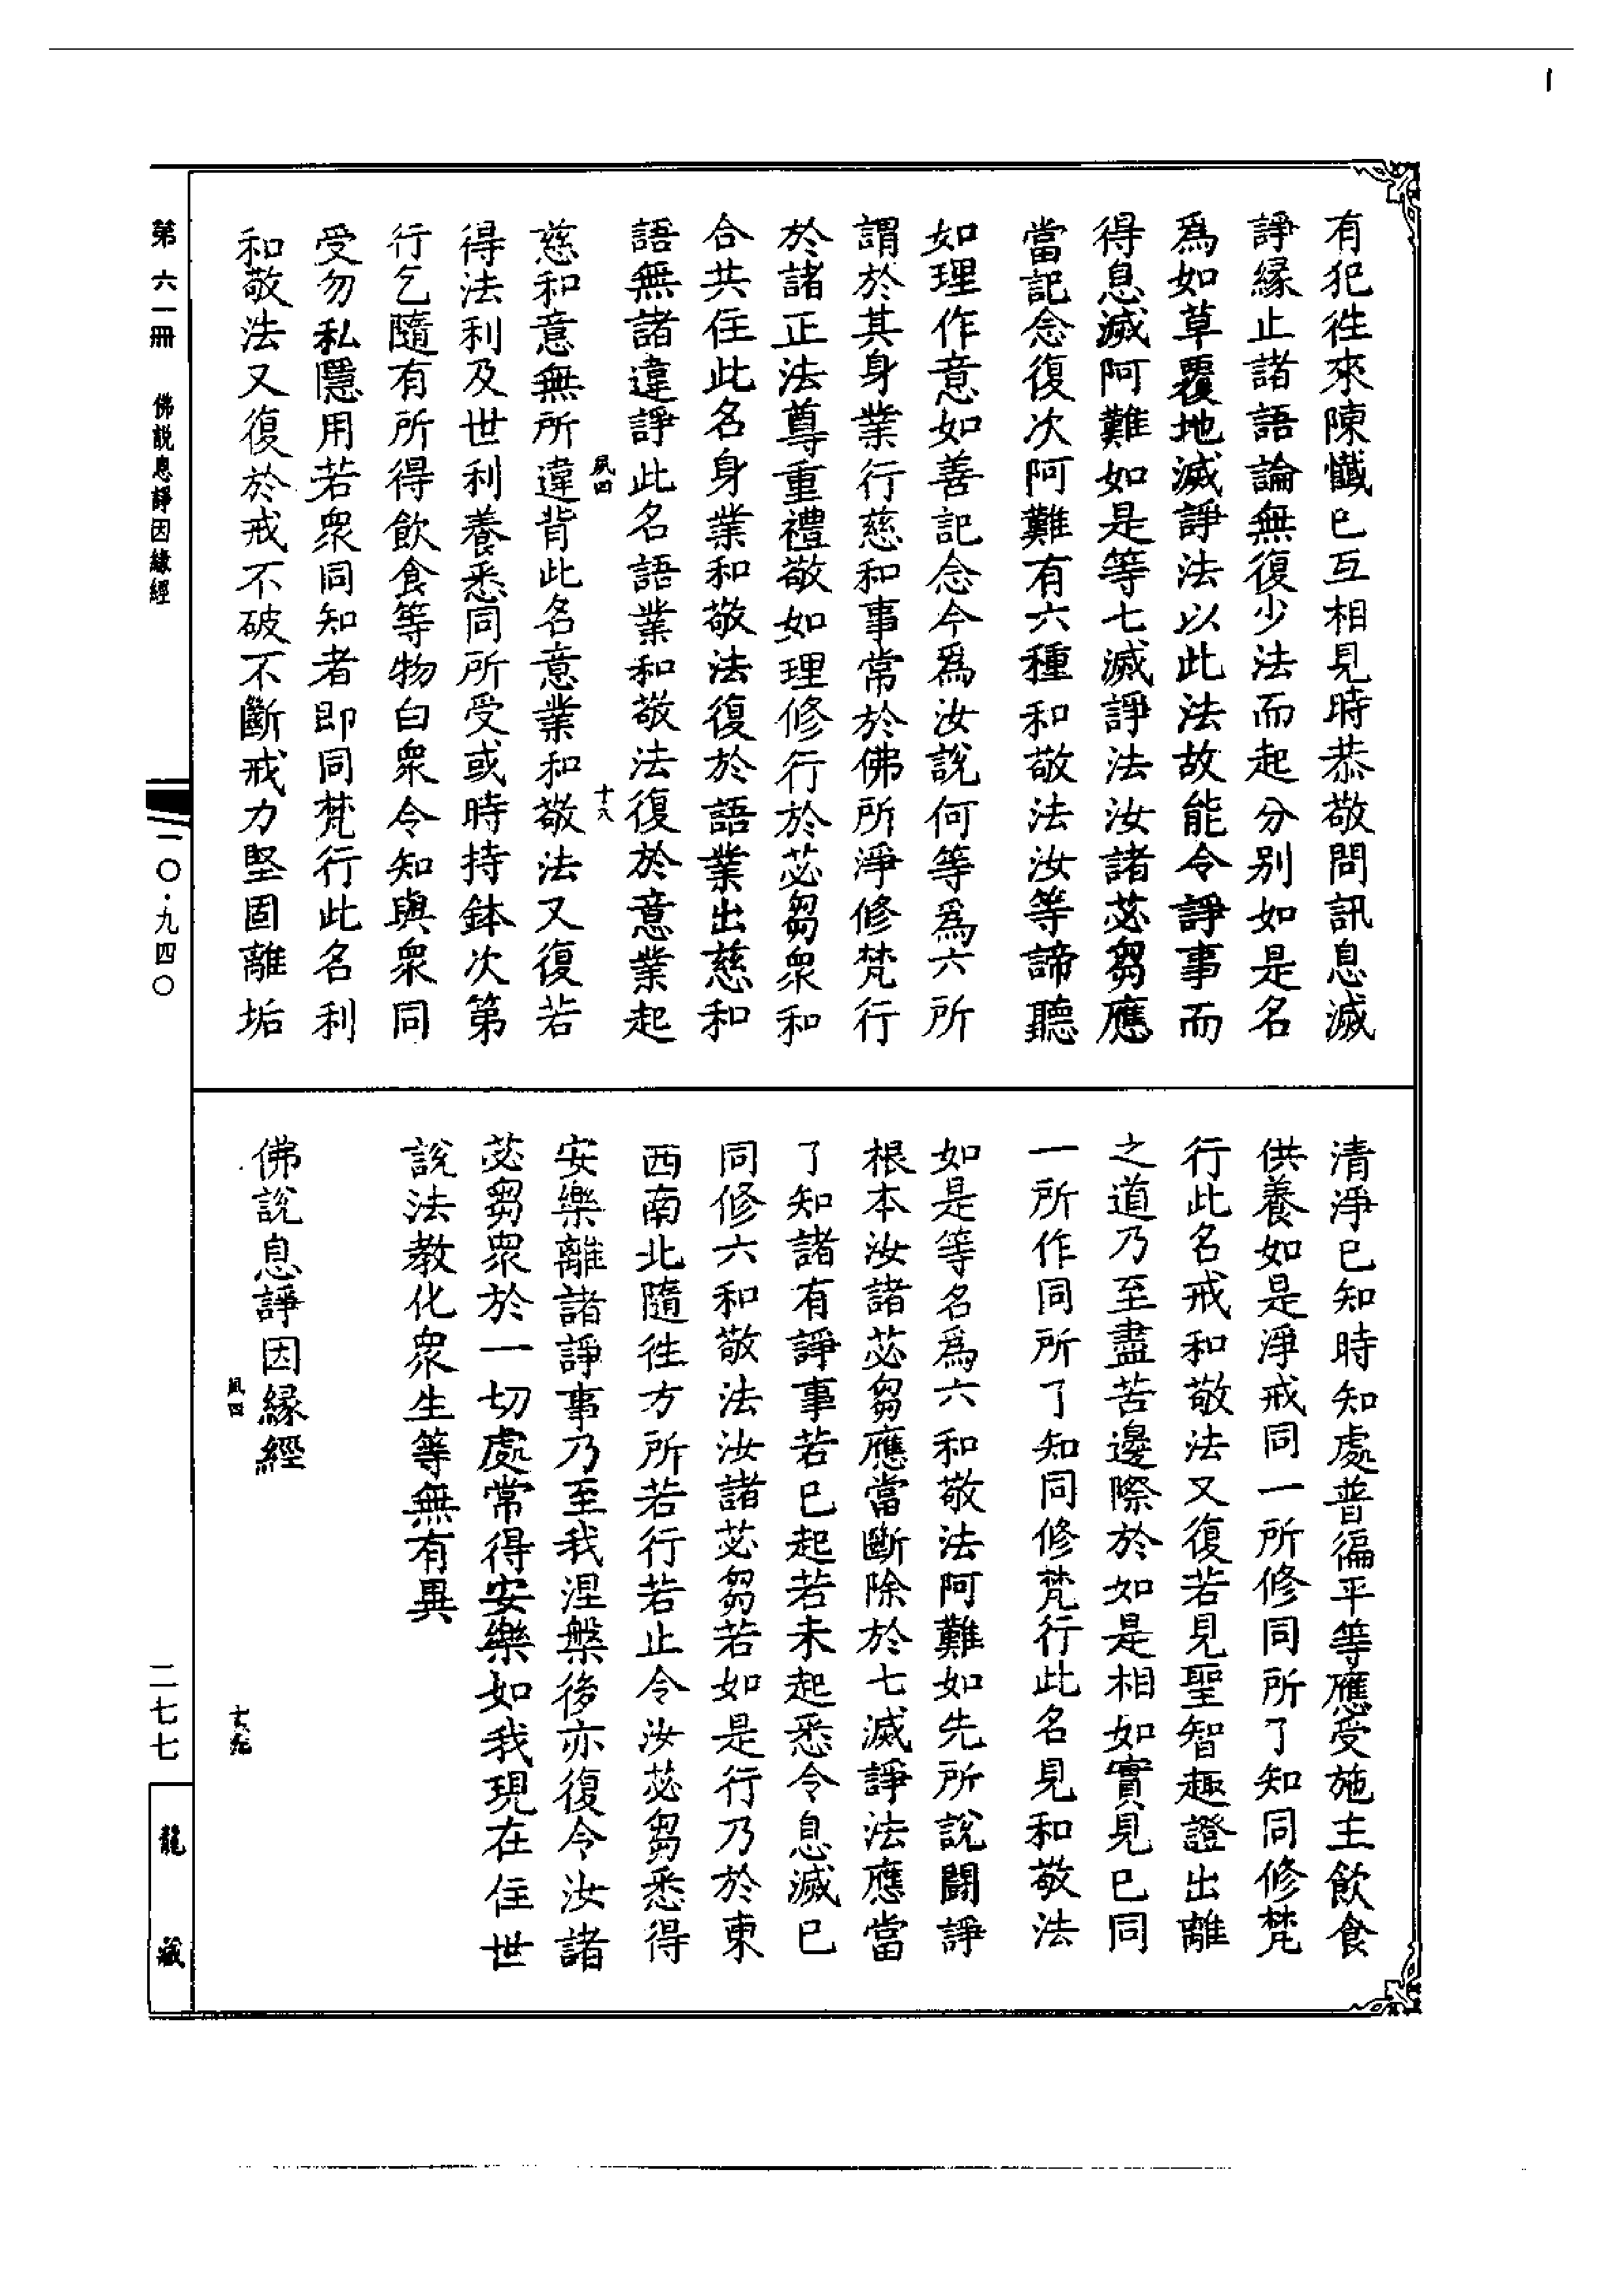 有犯徃來陳懺已互相見時恭敬問訊息滅
諍縁止諸語論無復少法而起分别如是名
爲如草覆地滅諍法以此法故能令諍事而
得息滅阿難如是等七滅諍法汝諸苾芻應
當記念復次阿難有六種和敬法汝等諦聽
如理作意如善記念今爲汝說何等爲六所
謂於其身業行慈和事常於佛所淨修梵行
於諸正法尊重禮敬如理修行於苾芻衆和
合共住此名身業和敬法復於語業出慈和
語無諸違諍此名語業和敬法復於意業起
夙四 十六
慈和意無所違背此名意業和敬法又復若
得法利及世利養悉同所受或時持鉢次第
行乞隨有所得飲食等物白衆令知與衆同
受勿私隱用若衆同知者即同梵行此名利
和敬法又復於戒不破不斷戒力堅固離垢
清淨已知時知處普徧平等應受施主飲食
供養如是淨戒同一所修同所了知同修梵
行此名戒和敬法又復若見聖智趣證出離
之道乃至盡苦邊際於如是相如實見已同
一所作同所了知同修梵行此名見和敬法
如是等名爲六和敬法阿難如先所說鬪諍
根本汝諸苾芻應當斷除於七滅諍法應當
了知諸有諍事若已起若未起悉令息滅已
同修六和敬法汝諸苾芻若如是行乃於東
西南北隨徃方所若行若止令汝苾芻悉得
安樂離諸諍事乃至我涅槃後亦復令汝諸
苾芻衆於一切處常得安樂如我現在住世
說法教化衆生等無有異
佛說息諍因緣經
第六一冊 佛說息諍因緣經
一〇·九四〇
二七七
龍藏
1